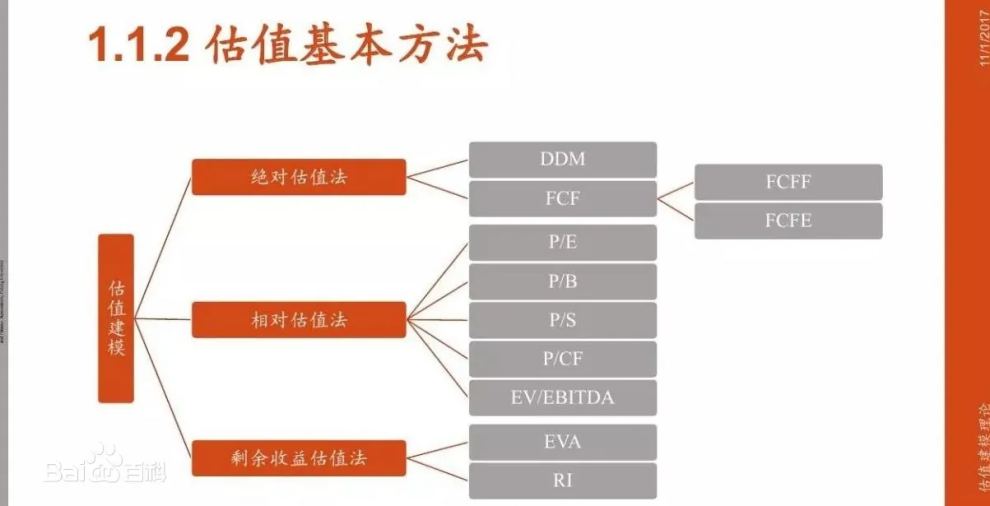 1.1.2 估值基本方法
11/1/2017
估值建模
绝对估值法
DDM
FCF
FCFF
FCFE
相对估值法
P/E
P/B
P/S
P/CF
EV/EBITDA
剩余收益估值法
EVA
RI
估值建模理论
Bai百科